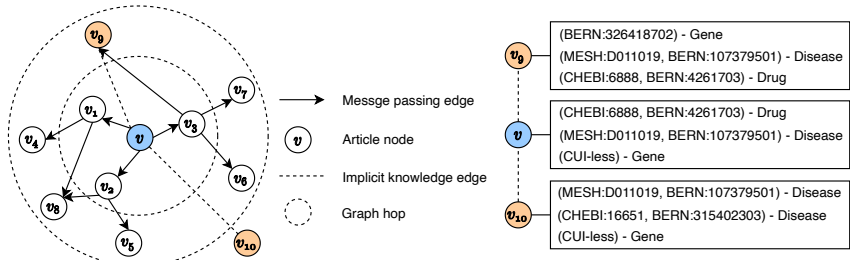 v9
v1
v7
v3
v
v4
v2
v6
v8
v5
v10
Messge passing edge
v
Article node
Implicit knowledge edge
Graph hop
v9
(BERN:326418702) - Gene
(MESH:D011019, BERN:107379501) - Disease
(CHEBI:6888, BERN:4261703) - Drug
v
(CHEBI:6888, BERN:4261703) - Drug
(MESH:D011019, BERN:107379501) - Disease
(CUI-less) - Gene
v10
(MESH:D011019, BERN:107379501) - Disease
(CHEBI:16651, BERN:315402303) - Disease
(CUI-less) - Gene